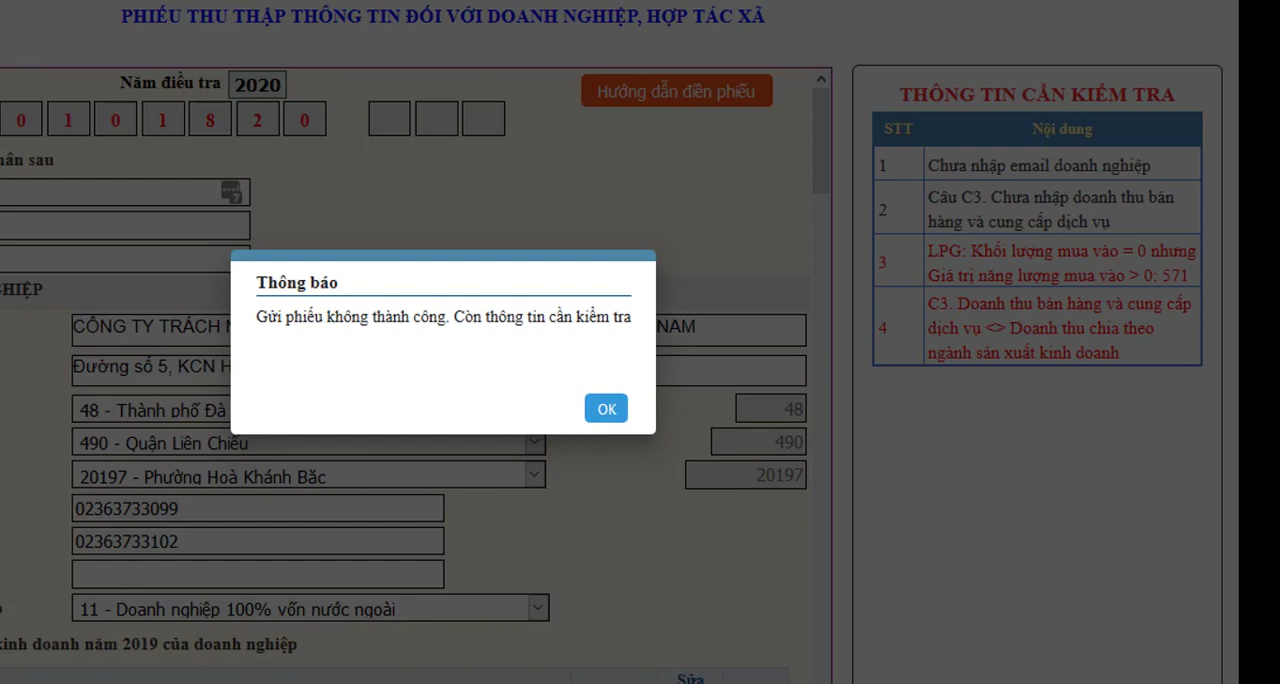 PHIẾU THU THẬP THÔNG TIN ĐỐI VỚI DOANH NGHIỆP, HỢP TÁC XÃ
Năm điều tra 2020
Hướng dẫn điền phiếu
0 1 0 1 8 2 0
hân sau
HIỆP
CÔNG TY TRÁCH NAM
Đường số 5, KCN H
48 - Thành phố Đà 48
490 - Quận Liên Chiểu 490
20197 - Phường Hoà Khánh Bắc 20197
02363733099
02363733102
11 - Doanh nghiệp 100% vốn nước ngoài
kinh doanh năm 2019 của doanh nghiệp
Sửa
Thông báo
Gửi phiếu không thành công. Còn thông tin cần kiểm tra
OK
THÔNG TIN CẦN KIỂM TRA
STT Nội dung
1 Chưa nhập email doanh nghiệp
2 Câu C3. Chưa nhập doanh thu bán
hàng và cung cấp dịch vụ
3 LPG: Khối lượng mua vào = 0 nhưng
Giá trị năng lượng mua vào > 0: 571
4 C3. Doanh thu bán hàng và cung cấp
dịch vụ <> Doanh thu chia theo
ngành sản xuất kinh doanh